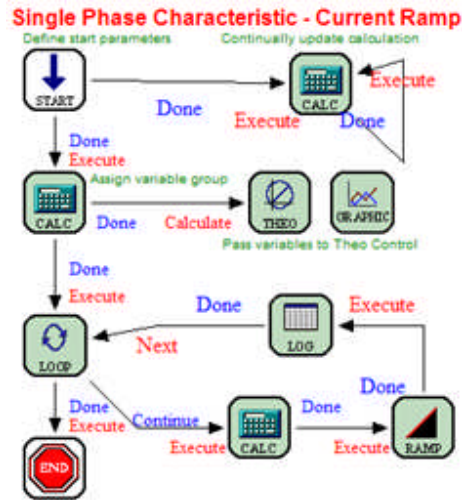 Single Phase Characteristic - Current Ramp
Define start parameters
Continually update calculation
START
Done
Execute
CALC
Done
Execute
Done
Execute
Assign variable group
CALC
Done
Calculate
THEO
GRAPHIC
Pass variables to Theo Control
Done
Execute
Done
Execute
LOOP
Next
LOG
Done
Execute
Continue
Done
Done
Execute
CALC
Execute
RAMP
END